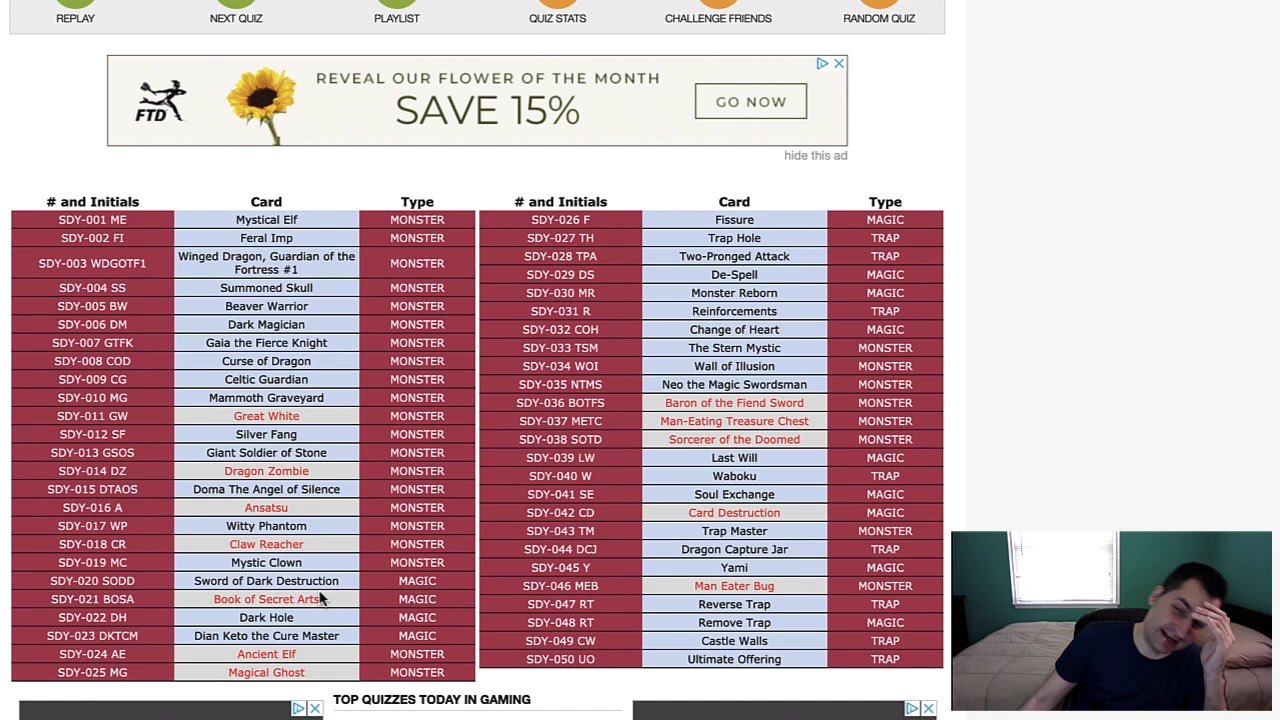 REPLAY NEXT QUIZ PLAYLIST QUIZ STATS CHALLENGE FRIENDS RANDOM QUIZ
REVEAL OUR FLOWER OF THE MONTH
SAVE 15%
GO NOW
FTD
hide this ad
# and Initials Card Type
SDY-001 ME Mystical Elf MONSTER
SDY-002 FI Feral Imp MONSTER
SDY-003 WDGOTF1 Winged Dragon, Guardian of the
Fortress #1 MONSTER
SDY-004 SS Summoned Skull MONSTER
SDY-005 BW Beaver Warrior MONSTER
SDY-006 DM Dark Magician MONSTER
SDY-007 GTFK Gaia the Fierce Knight MONSTER
SDY-008 COD Curse of Dragon MONSTER
SDY-009 CG Celtic Guardian MONSTER
SDY-010 MG Mammoth Graveyard MONSTER
SDY-011 GW Great White MONSTER
SDY-012 SF Silver Fang MONSTER
SDY-013 GSOS Giant Soldier of Stone MONSTER
SDY-014 DZ Dragon Zombie MONSTER
SDY-015 DTAOS Doma The Angel of Silence MONSTER
SDY-016 A Ansatsu MONSTER
SDY-017 WP Witty Phantom MONSTER
SDY-018 CR Claw Reacher MONSTER
SDY-019 MC Mystic Clown MONSTER
SDY-020 SODD Sword of Dark Destruction MAGIC
SDY-021 BOSA Book of Secret Arts MAGIC
SDY-022 DH Dark Hole MAGIC
SDY-023 DKTCM Dian Keto the Cure Master MAGIC
SDY-024 AE Ancient Elf MONSTER
SDY-025 MG Magical Ghost MONSTER
# and Initials Card Type
SDY-026 F Fissure MAGIC
SDY-027 TH Trap Hole TRAP
SDY-028 TPA Two-Pronged Attack TRAP
SDY-029 DS De-Spell MAGIC
SDY-030 MR Monster Reborn MAGIC
SDY-031 R Reinforcements TRAP
SDY-032 COH Change of Heart MAGIC
SDY-033 TSM The Stern Mystic MONSTER
SDY-034 WOI Wall of Illusion MONSTER
SDY-035 NTMS Neo the Magic Swordsman MONSTER
SDY-036 BOTFS Baron of the Fiend Sword MONSTER
SDY-037 METC Man-Eating Treasure Chest MONSTER
SDY-038 SOTD Sorcerer of the Doomed MONSTER
SDY-039 LW Last Will MAGIC
SDY-040 W Waboku TRAP
SDY-041 SE Soul Exchange MAGIC
SDY-042 CD Card Destruction MAGIC
SDY-043 TM Trap Master MONSTER
SDY-044 DCJ Dragon Capture Jar TRAP
SDY-045 Y Yami MAGIC
SDY-046 MEB Man Eater Bug MONSTER
SDY-047 RT Reverse Trap TRAP
SDY-048 RT Remove Trap MAGIC
SDY-049 CW Castle Walls TRAP
SDY-050 UO Ultimate Offering TRAP
TOP QUIZZES TODAY IN GAMING